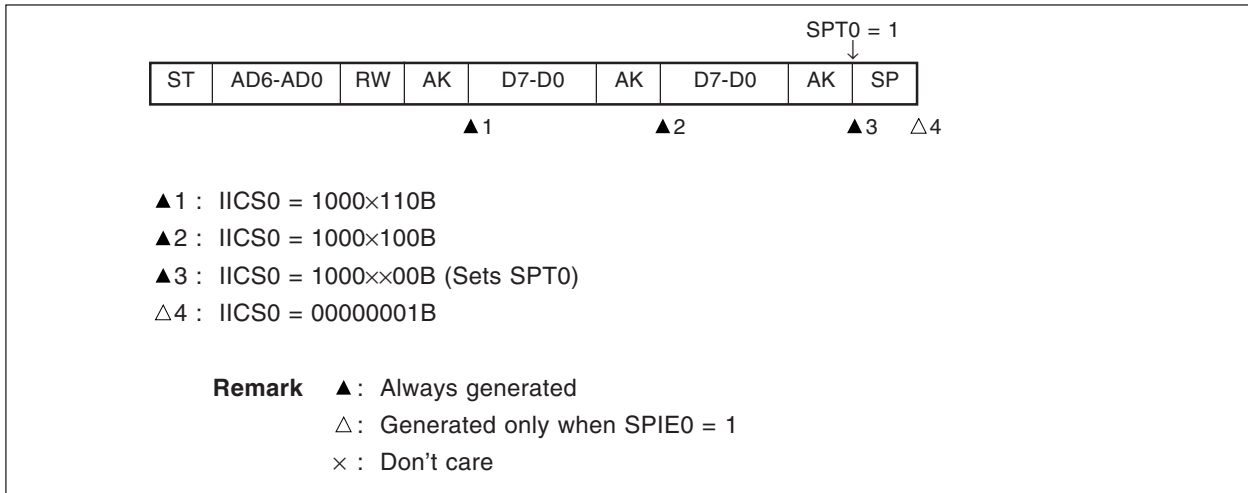 SPT0 = 1
↓
ST AD6-AD0 RW AK D7-D0 AK D7-D0 AK SP
▲1 ▲2 ▲3 △4
▲1 : IICS0 = 1000×110B
▲2 : IICS0 = 1000×100B
▲3 : IICS0 = 1000××00B (Sets SPT0)
△4 : IICS0 = 00000001B
Remark ▲ : Always generated
△ : Generated only when SPIE0 = 1
× : Don't care